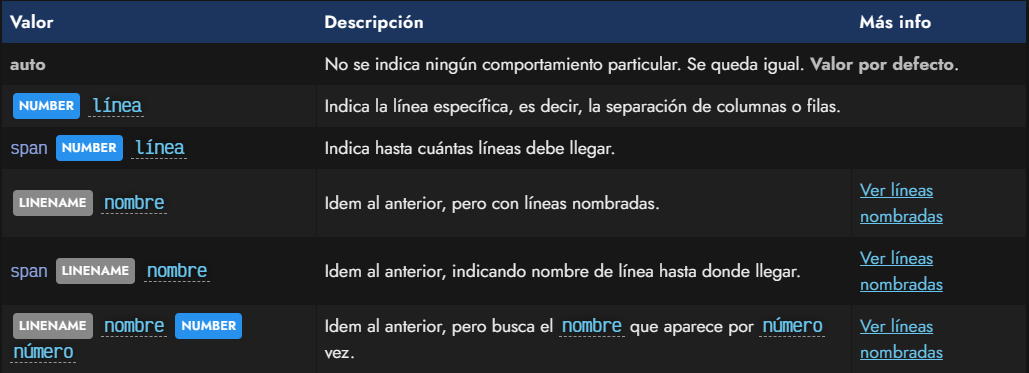 Valor Descripción Más info
auto No se indica ningún comportamiento particular. Se queda igual. Valor por defecto.
NUMBER línea Indica la línea específica, es decir, la separación de columnas o filas.
span NUMBER línea Indica hasta cuántas líneas debe llegar.
LINENAME nombre Idem al anterior, pero con líneas nombradas. Ver líneas
nombradas
span LINENAME nombre Idem al anterior, indicando nombre de línea hasta donde llegar. Ver líneas
nombradas
LINENAME nombre NUMBER
número
Idem al anterior, pero busca el nombre que aparece por número
vez.
Ver líneas
nombradas